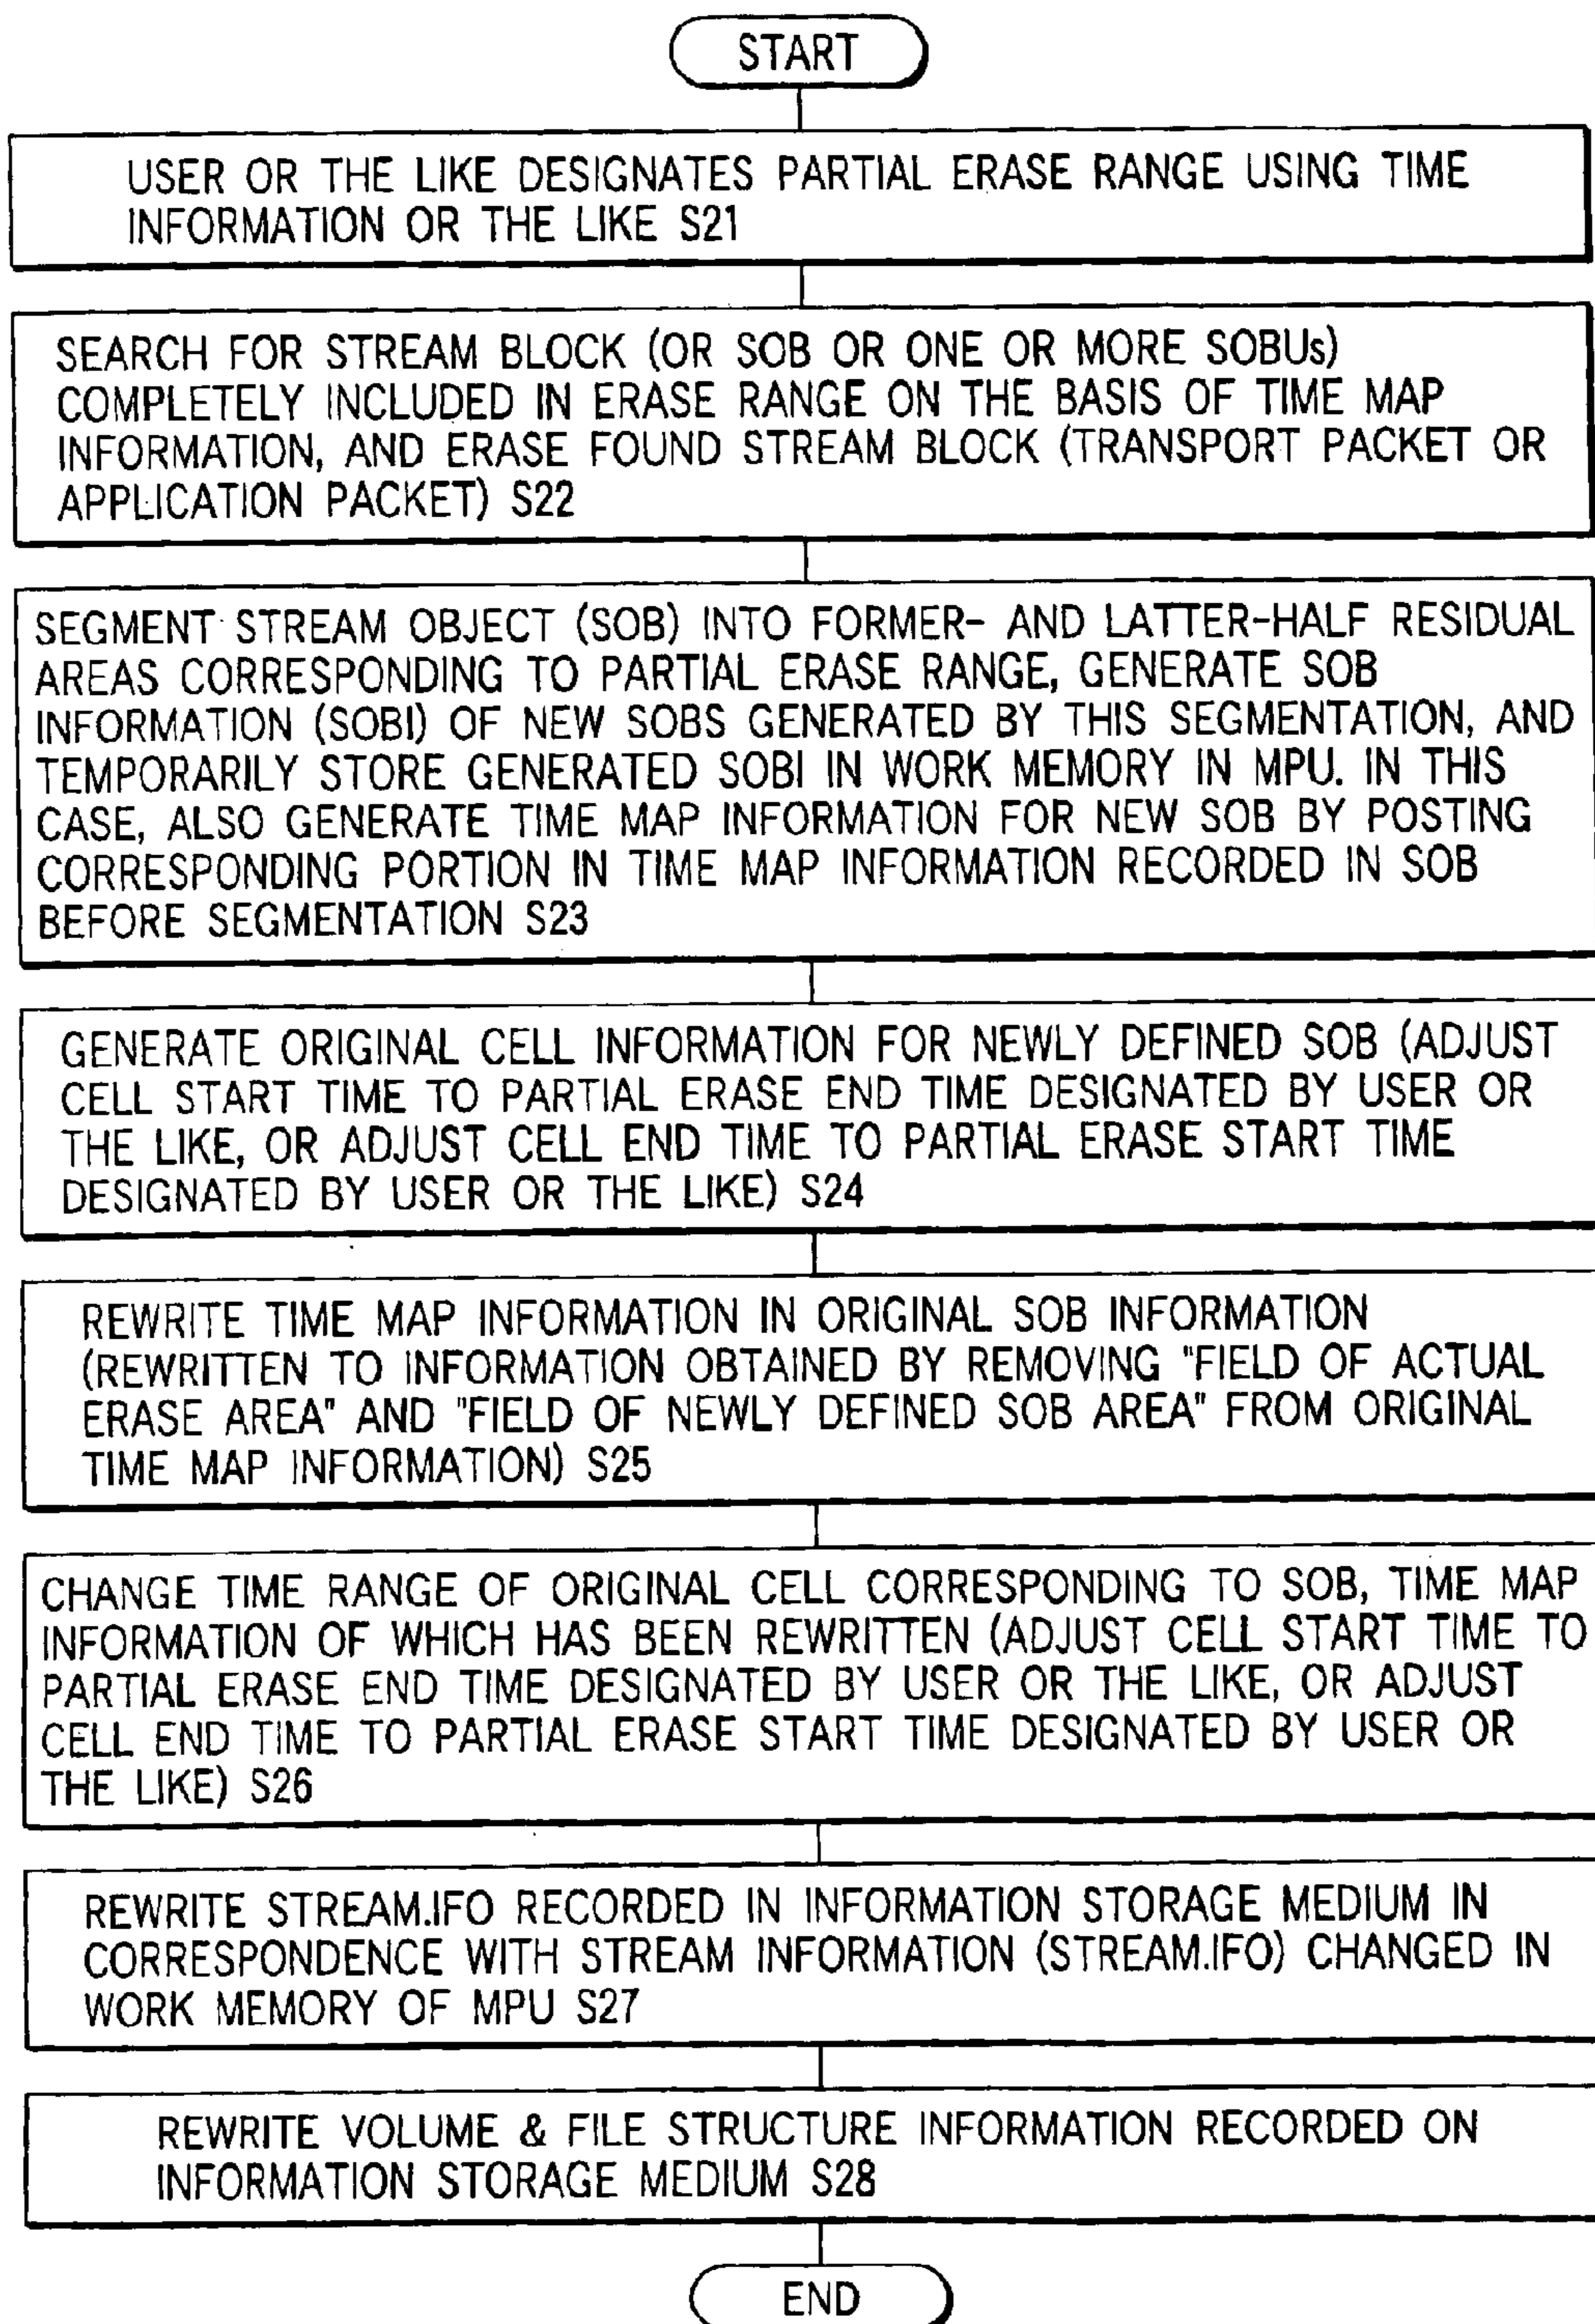 START
USER OR THE LIKE DESIGNATES PARTIAL ERASE RANGE USING TIME
INFORMATION OR THE LIKE S21
SEARCH FOR STREAM BLOCK (OR SOB OR ONE OR MORE SOBUs)
COMPLETELY INCLUDED IN ERASE RANGE ON THE BASIS OF TIME MAP
INFORMATION, AND ERASE FOUND STREAM BLOCK (TRANSPORT PACKET OR
APPLICATION PACKET) S22
SEGMENT STREAM OBJECT (SOB) INTO FORMER- AND LATTER-HALF RESIDUAL
AREAS CORRESPONDING TO PARTIAL ERASE RANGE, GENERATE SOB
INFORMATION (SOBI) OF NEW SOBS GENERATED BY THIS SEGMENTATION, AND
TEMPORARILY STORE GENERATED SOBI IN WORK MEMORY IN MPU. IN THIS
CASE, ALSO GENERATE TIME MAP INFORMATION FOR NEW SOB BY POSTING
CORRESPONDING PORTION IN TIME MAP INFORMATION RECORDED IN SOB
BEFORE SEGMENTATION S23
GENERATE ORIGINAL CELL INFORMATION FOR NEWLY DEFINED SOB (ADJUST
CELL START TIME TO PARTIAL ERASE END TIME DESIGNATED BY USER OR
THE LIKE, OR ADJUST CELL END TIME TO PARTIAL ERASE START TIME
DESIGNATED BY USER OR THE LIKE) S24
REWRITE TIME MAP INFORMATION IN ORIGINAL SOB INFORMATION
(REWRITTEN TO INFORMATION OBTAINED BY REMOVING "FIELD OF ACTUAL
ERASE AREA" AND "FIELD OF NEWLY DEFINED SOB AREA" FROM ORIGINAL
TIME MAP INFORMATION) S25
CHANGE TIME RANGE OF ORIGINAL CELL CORRESPONDING TO SOB, TIME MAP
INFORMATION OF WHICH HAS BEEN REWRITTEN (ADJUST CELL START TIME TO
PARTIAL ERASE END TIME DESIGNATED BY USER OR THE LIKE, OR ADJUST
CELL END TIME TO PARTIAL ERASE START TIME DESIGNATED BY USER OR
THE LIKE) S26
REWRITE STREAM.IFO RECORDED IN INFORMATION STORAGE MEDIUM IN
CORRESPONDENCE WITH STREAM INFORMATION (STREAM.IFO) CHANGED IN
WORK MEMORY OF MPU S27
REWRITE VOLUME & FILE STRUCTURE INFORMATION RECORDED ON
INFORMATION STORAGE MEDIUM S28
END